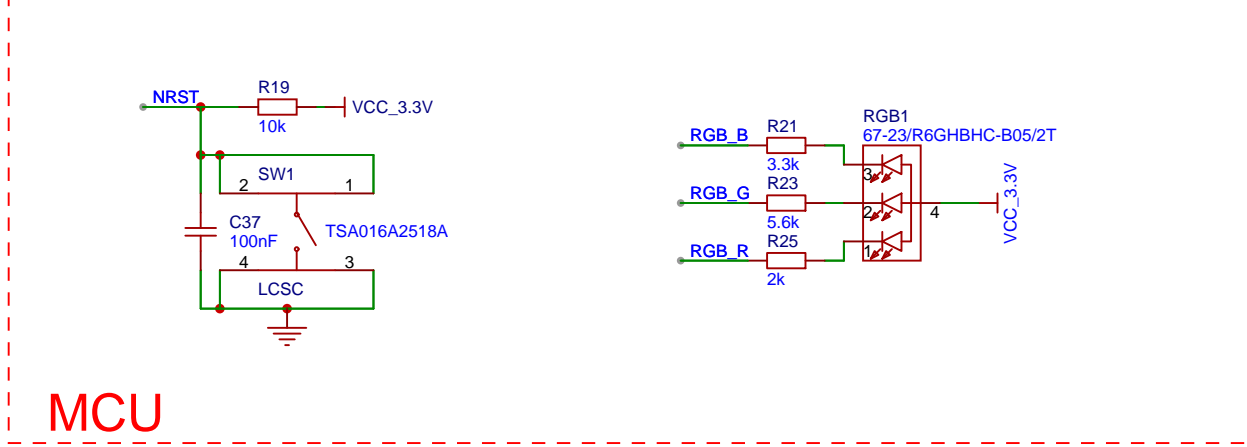 NRST
R19
10k
VCC_3.3V
SW1
2
1
C37
100nF
TSA016A2518A
4
3
LCSC
RGB1
67-23/R6GHBHC-B05/2T
RGB_B
R21
3.3k
3
RGB_G
R23
5.6k
2
4
VCC_3.3V
RGB_R
R25
2k
1
MCU